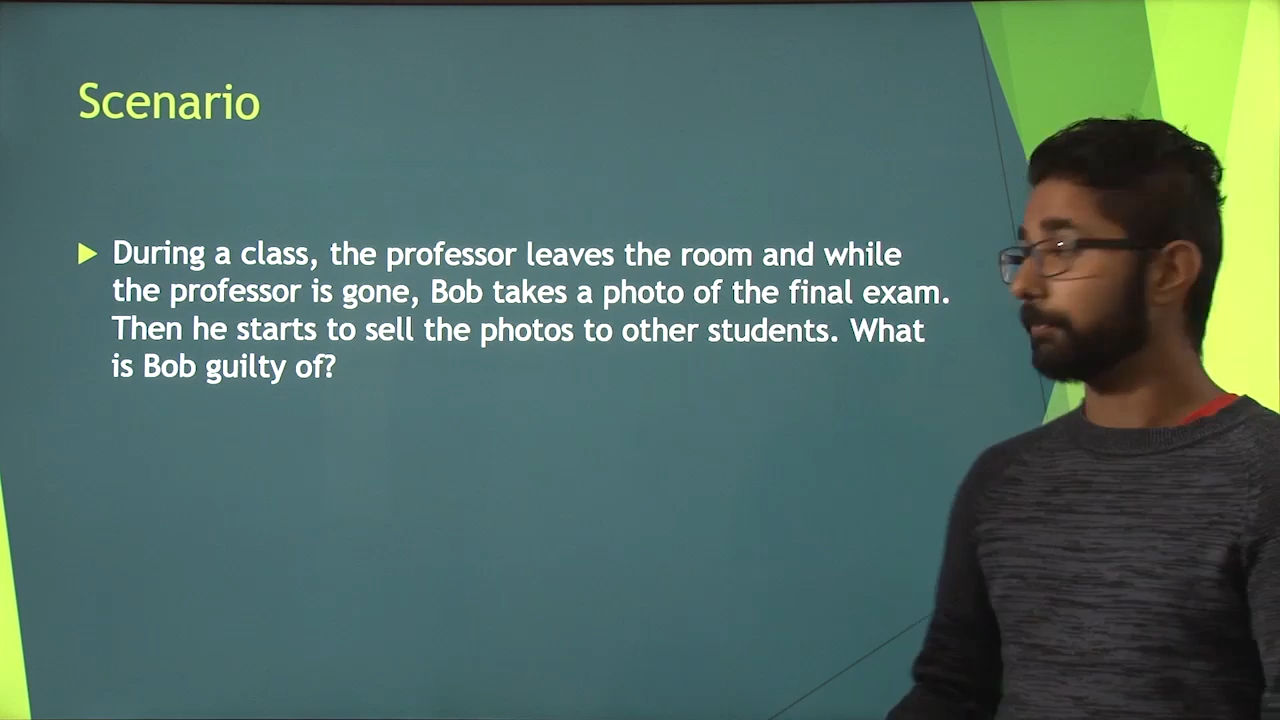 Scenario
During a class, the professor leaves the room and while
the professor is gone, Bob takes a photo of the final exam.
Then he starts to sell the photos to other students. What
is Bob guilty of?